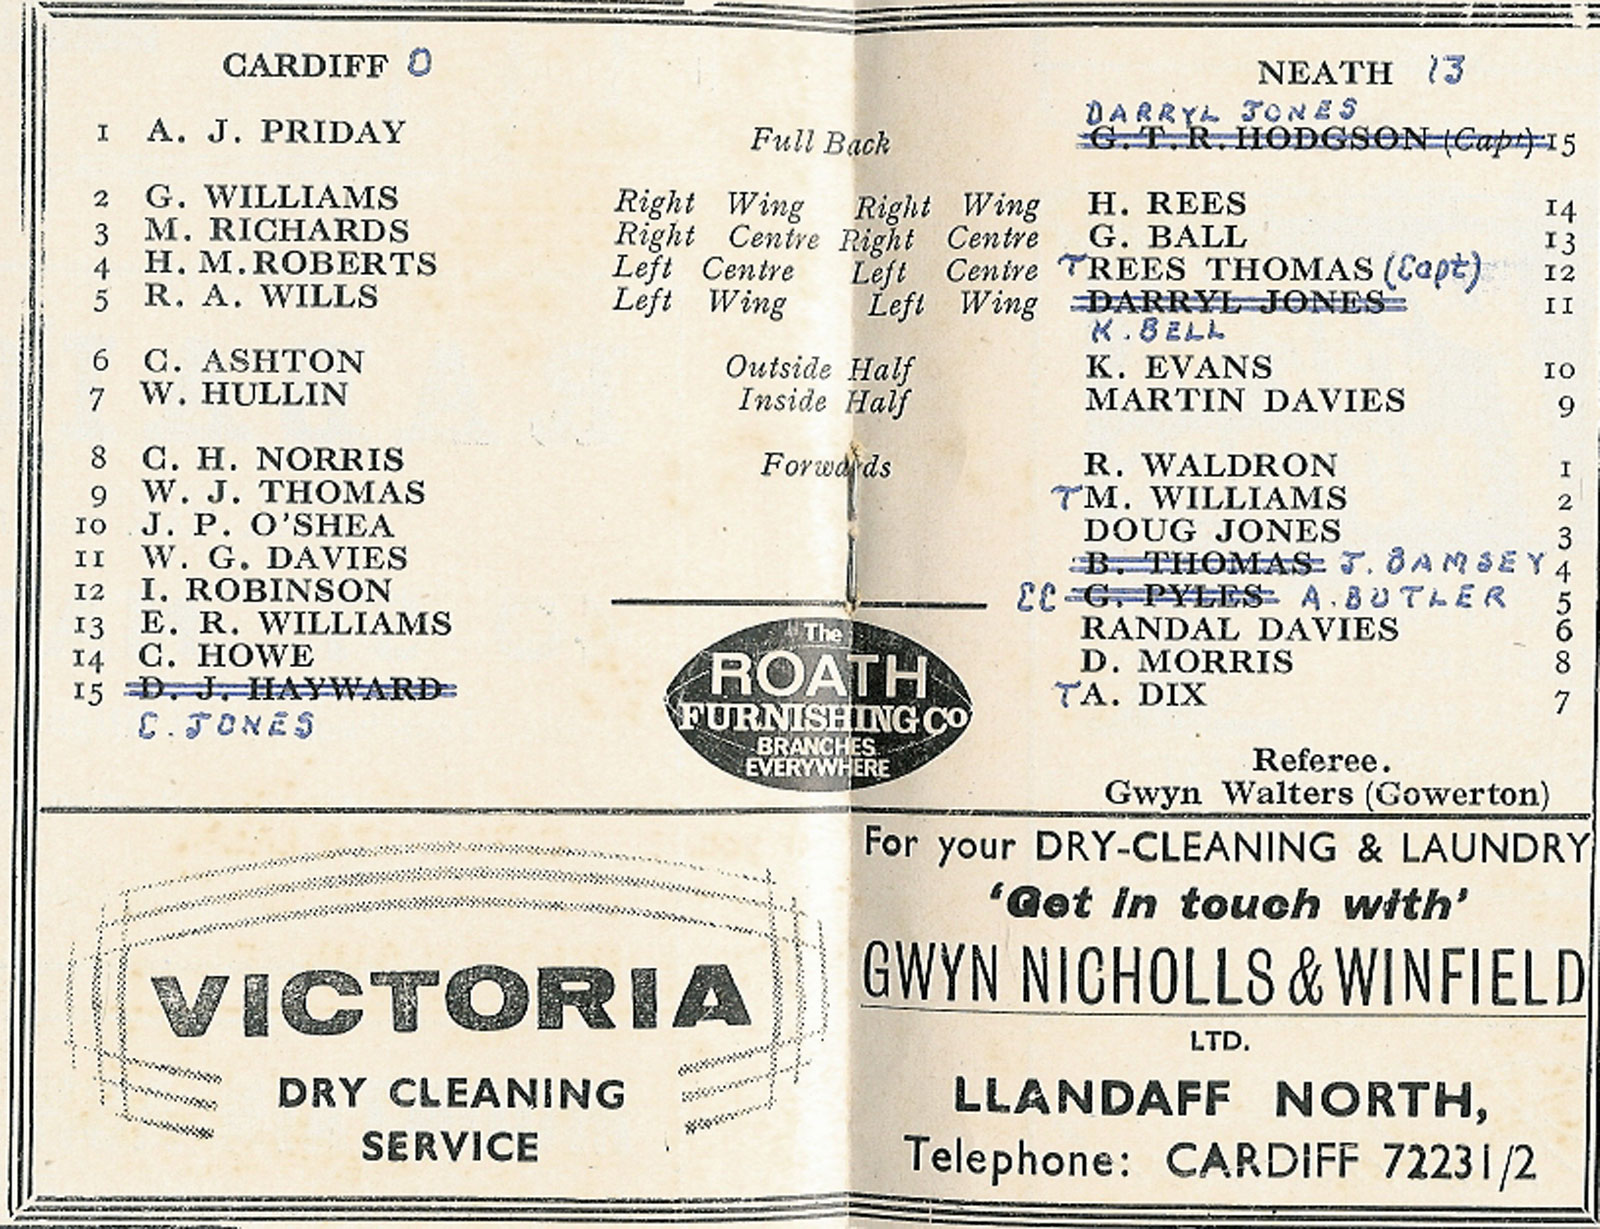 CARDIFF 0
1 A. J. PRIDAY
2 G. WILLIAMS
3 M. RICHARDS
4 H. M. ROBERTS
5 R. A. WILLS
6 C. ASHTON
7 W. HULLIN
8 C. H. NORRIS
9 W. J. THOMAS
10 J. P. O'SHEA
11 W. G. DAVIES
12 I. ROBINSON
13 E. R. WILLIAMS
14 C. HOWE
15 D. J. HAYWARD
C. JONES
Full Back
Right Wing Right Wing
Right Centre Right Centre
Left Centre Left Centre
Left Wing Left Wing
Outside Half
Inside Half
Forwards
NEATH 13
DARRYL JONES
G. T. R. HODGSON (Capt) 15
H. REES 14
G. BALL 13
T REES THOMAS (Capt) 12
DARRYL JONES 11
K. BELL
K. EVANS 10
MARTIN DAVIES 9
R. WALDRON 1
T M. WILLIAMS 2
DOUG JONES 3
B. THOMAS J. BAMSEY 4
CC G. PYLES A. BUTLER 5
RANDAL DAVIES 6
D. MORRIS 8
T A. DIX 7
Referee.
Gwyn Walters (Gowerton)
The
ROATH
FURNISHING CO
BRANCHES
EVERYWHERE
VICTORIA
DRY CLEANING
SERVICE
For your DRY-CLEANING & LAUNDRY
'Get in touch with'
GWYN NICHOLLS & WINFIELD
LTD.
LLANDAFF NORTH,
Telephone: CARDIFF 72231/2